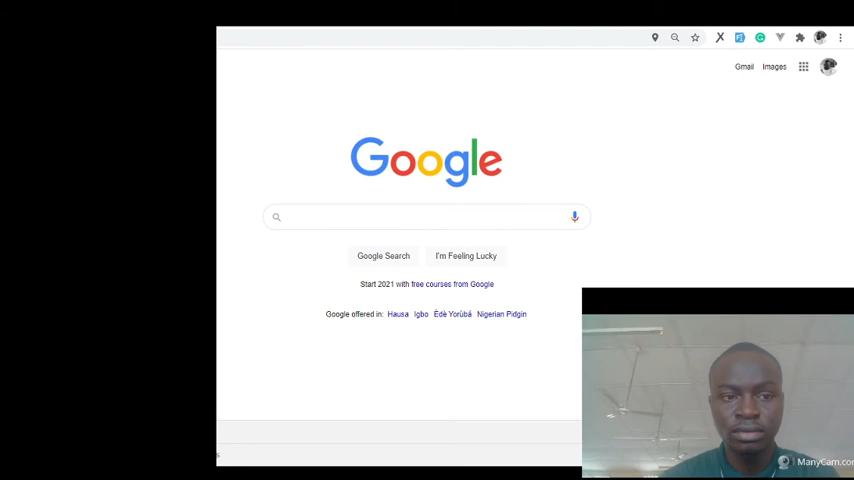 Gmail Images
Google
Google Search I'm Feeling Lucky
Start 2021 with free courses from Google
Google offered in: Hausa Igbo Èdè Yorùbá Nigerian Pidgin
s
ManyCam.com